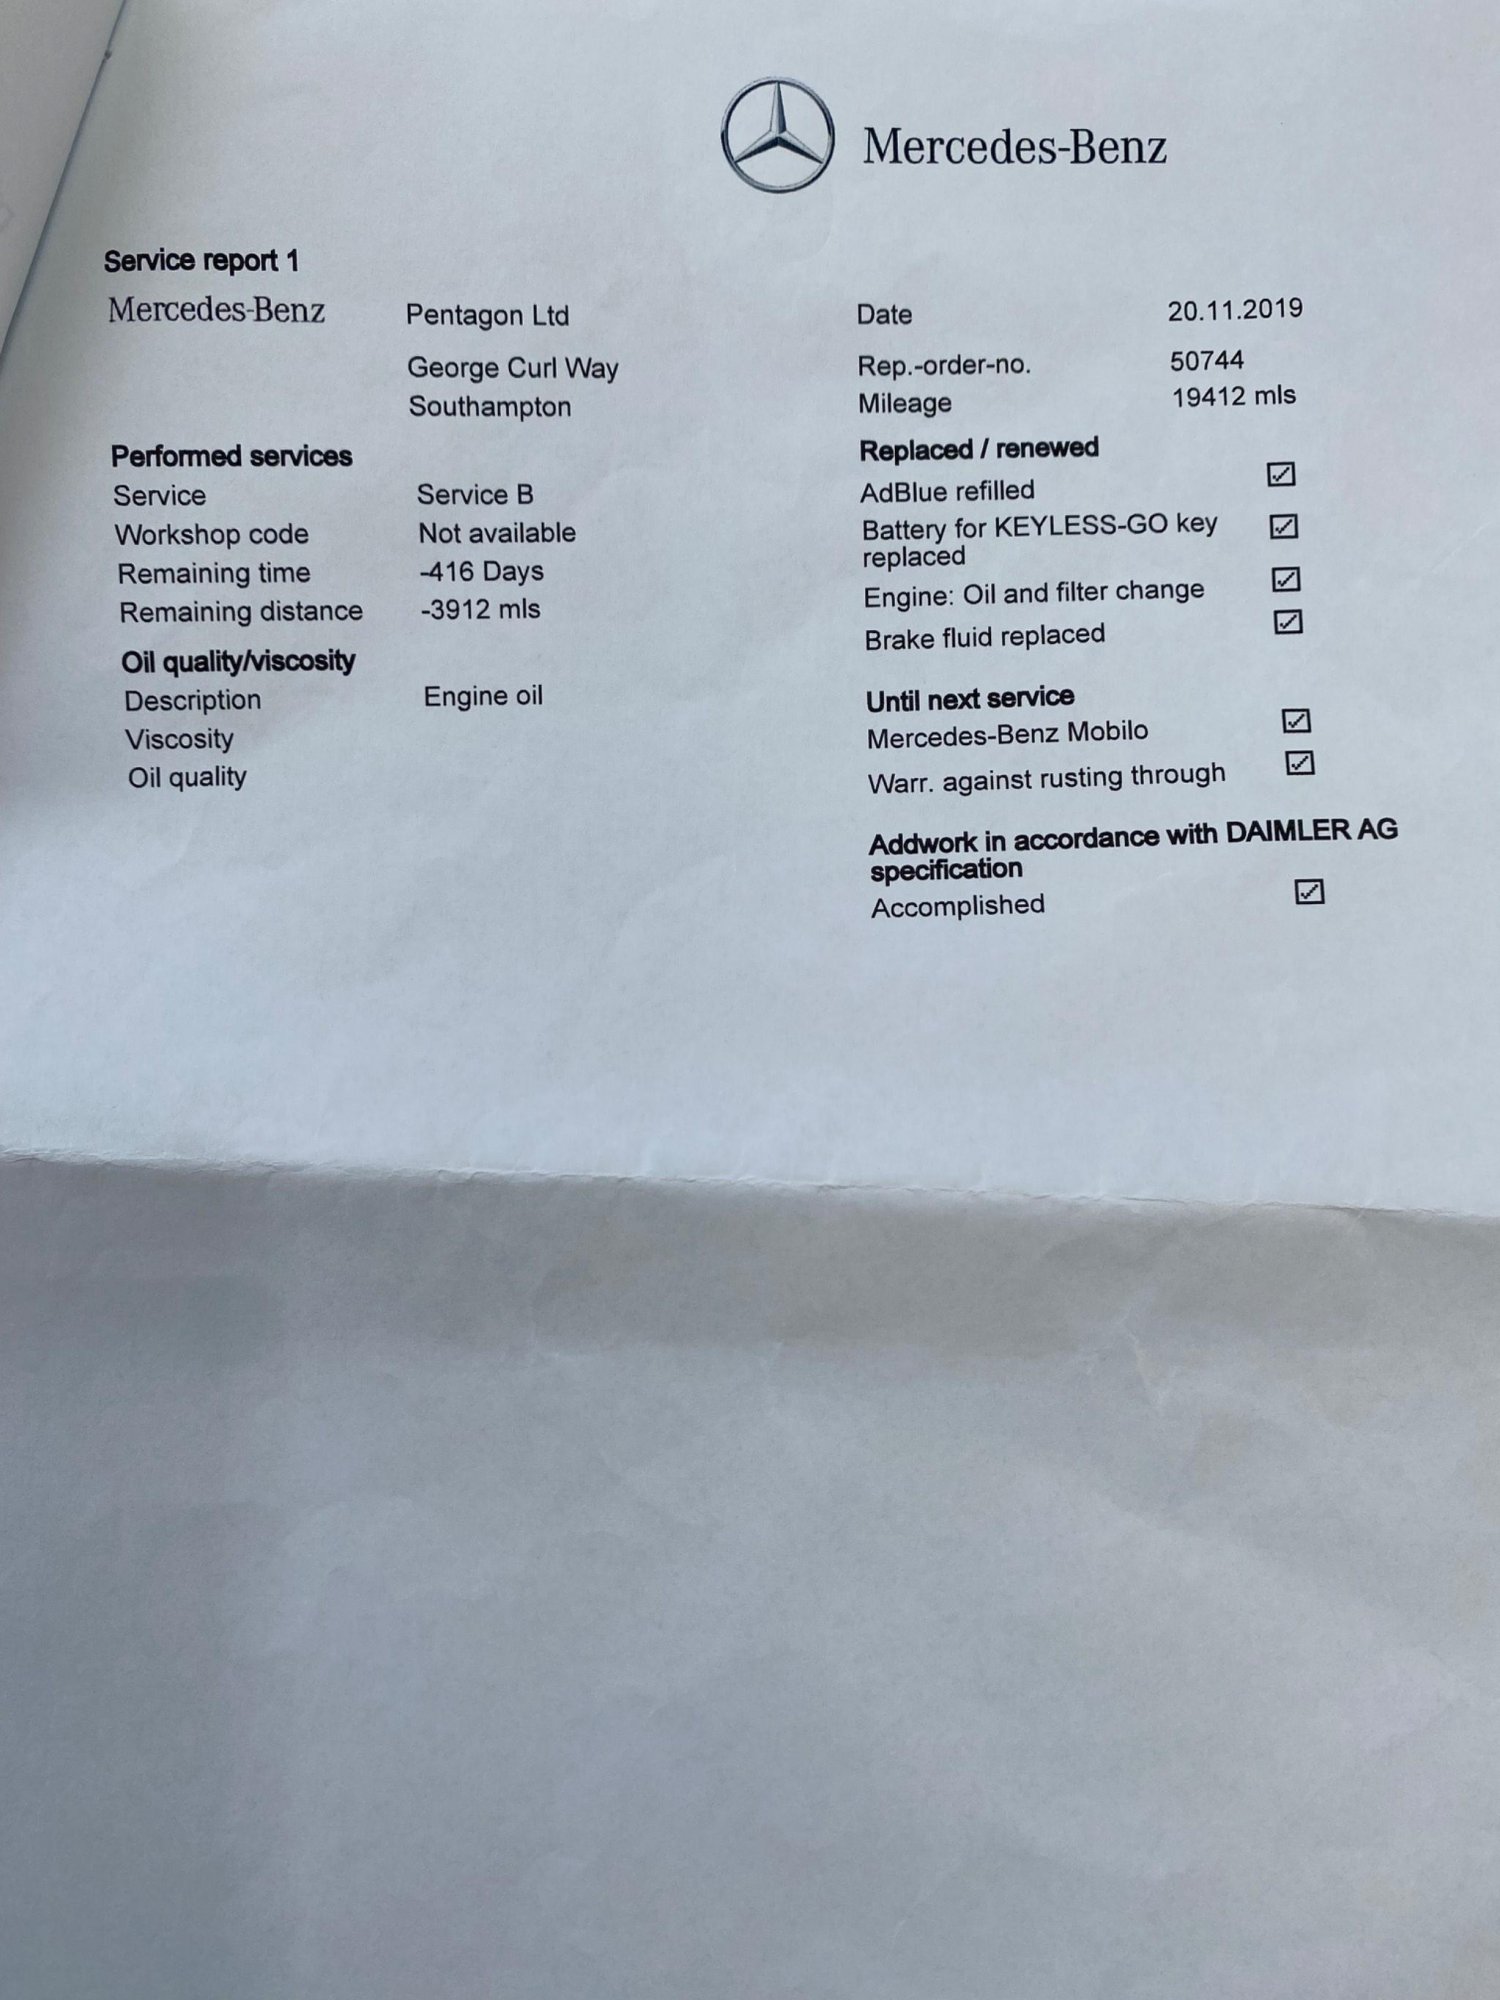 Mercedes-Benz
Service report 1
Mercedes-Benz Pentagon Ltd
George Curl Way
Southampton
Date 20.11.2019
Rep.-order-no. 50744
Mileage 19412 mls
Performed services
Service Service B
Workshop code Not available
Remaining time -416 Days
Remaining distance -3912 mls
Oil quality/viscosity
Description Engine oil
Viscosity
Oil quality
Replaced / renewed
AdBlue refilled
Battery for KEYLESS-GO key
replaced
Engine: Oil and filter change
Brake fluid replaced
Until next service
Mercedes-Benz Mobilo
Warr. against rusting through
Addwork in accordance with DAIMLER AG
specification
Accomplished